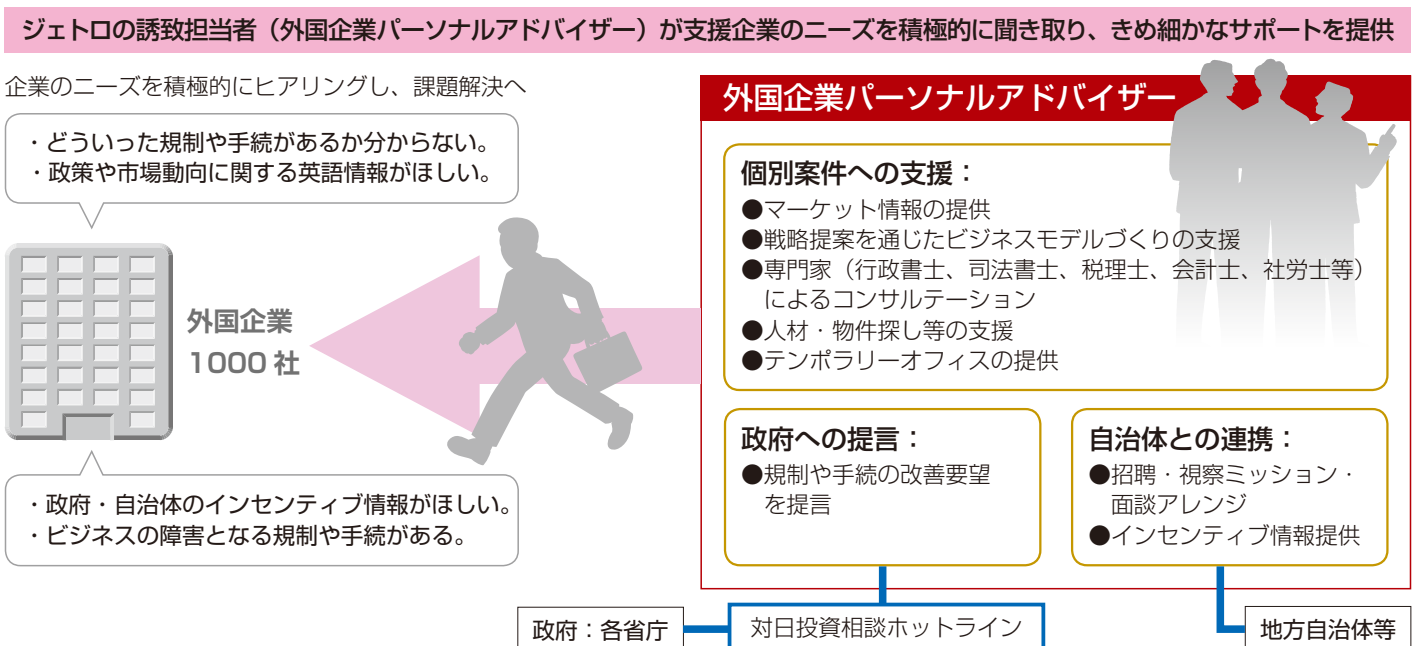 ジェトロの誘致担当者（外国企業パーソナルアドバイザー）が支援企業のニーズを積極的に聞き取り、きめ細かなサポートを提供
企業のニーズを積極的にヒアリングし、課題解決へ
・どういった規制や手続があるか分からない。
・政策や市場動向に関する英語情報がほしい。
外国企業
1000 社
・政府・自治体のインセンティブ情報がほしい。
・ビジネスの障害となる規制や手続がある。
外国企業パーソナルアドバイザー
個別案件への支援：
●マーケット情報の提供
●戦略提案を通じたビジネスモデルづくりの支援
●専門家（行政書士、司法書士、税理士、会計士、社労士等）
によるコンサルテーション
●人材・物件探し等の支援
●テンポラリーオフィスの提供
政府への提言：
●規制や手続の改善要望
を提言
自治体との連携：
●招聘・視察ミッション・
面談アレンジ
●インセンティブ情報提供
政府：各省庁
対日投資相談ホットライン
地方自治体等